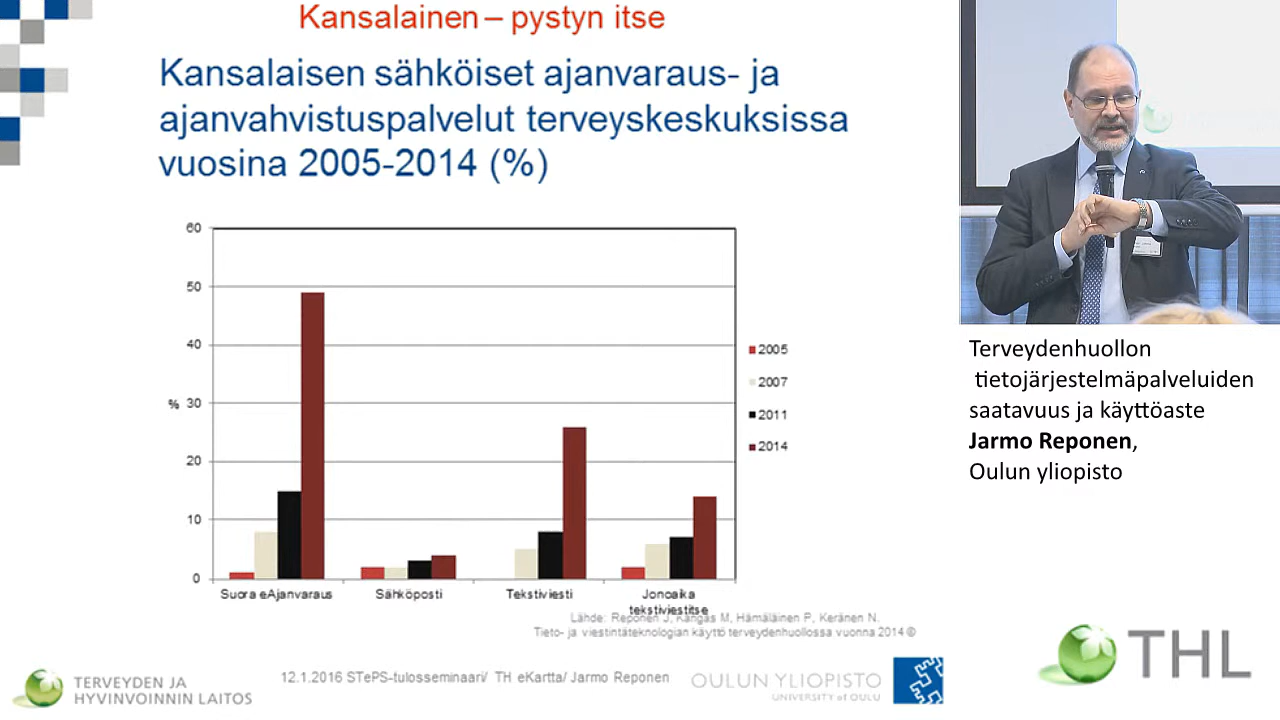 Kansalainen – pystyn itse
Kansalaisen sähköiset ajanvaraus- ja
ajanvahvistuspalvelut terveyskeskuksissa
vuosina 2005-2014 (%)
60
50
40
% 30
20
10
0
2005
2007
2011
2014
Suora eAjanvaraus
Sähköposti
Tekstiviesti
Jonoaika
tekstiviestitse
Lähde: Reponen J, Kangas M, Hämäläinen P, Keränen N.
Tieto- ja viestintäteknologian käyttö terveydenhuollossa vuonna 2014 ©
TERVEYDEN JA
HYVINVOINNIN LAITOS
12.1.2016 STePS-tulosseminaari/ TH eKartta/ Jarmo Reponen
OULUN YLIOPISTO
UNIVERSITY of OULU
Terveydenhuollon
tietojärjestelmäpalveluiden
saatavuus ja käyttöaste
Jarmo Reponen,
Oulun yliopisto
THL